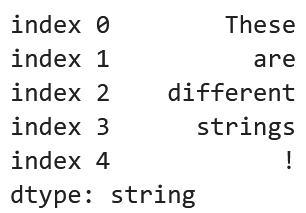 index 0        These
index 1          are
index 2    different
index 3      strings
index 4            !
dtype: string